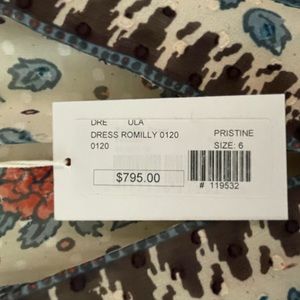 DRE ULA
DRESS ROMILLY 0120
0120
PRISTINE
SIZE: 6
$795.00
# 119532